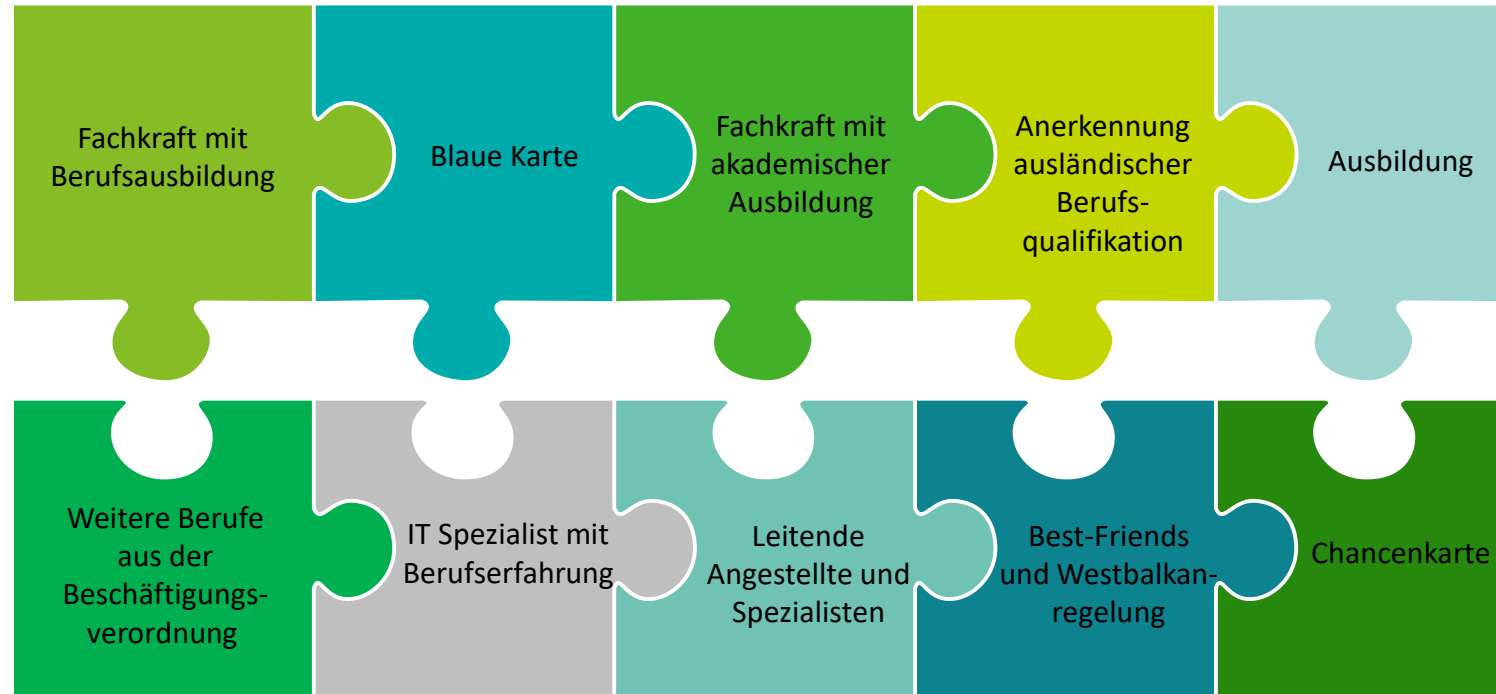 Fachkraft mit
Berufsausbildung
Blaue Karte
Fachkraft mit
akademischer
Ausbildung
Anerkennung
ausländischer
Berufs-
qualifikation
Ausbildung
Weitere Berufe
aus der
Beschäftigungs-
verordnung
IT Spezialist mit
Berufserfahrung
Leitende
Angestellte und
Spezialisten
Best-Friends
und Westbalkan-
regelung
Chancenkarte